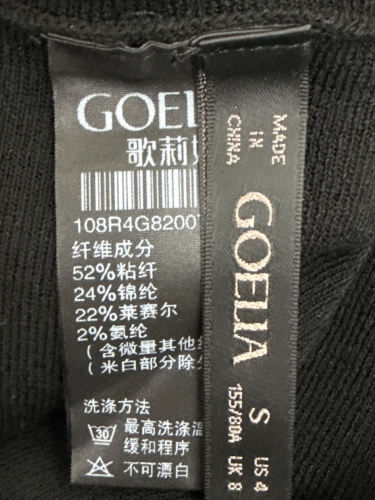 GOELIA
歌莉
108R4G8200
纤维成分
52%粘纤
24%锦纶
22%莱赛尔
2%氨纶
(含微量其他
(米白部分除
洗涤方法
30 最高洗涤温
缓和程序
不可漂白
MADE
IN
CHINA
GOELIA
S
155/80A
US 4
UK 8